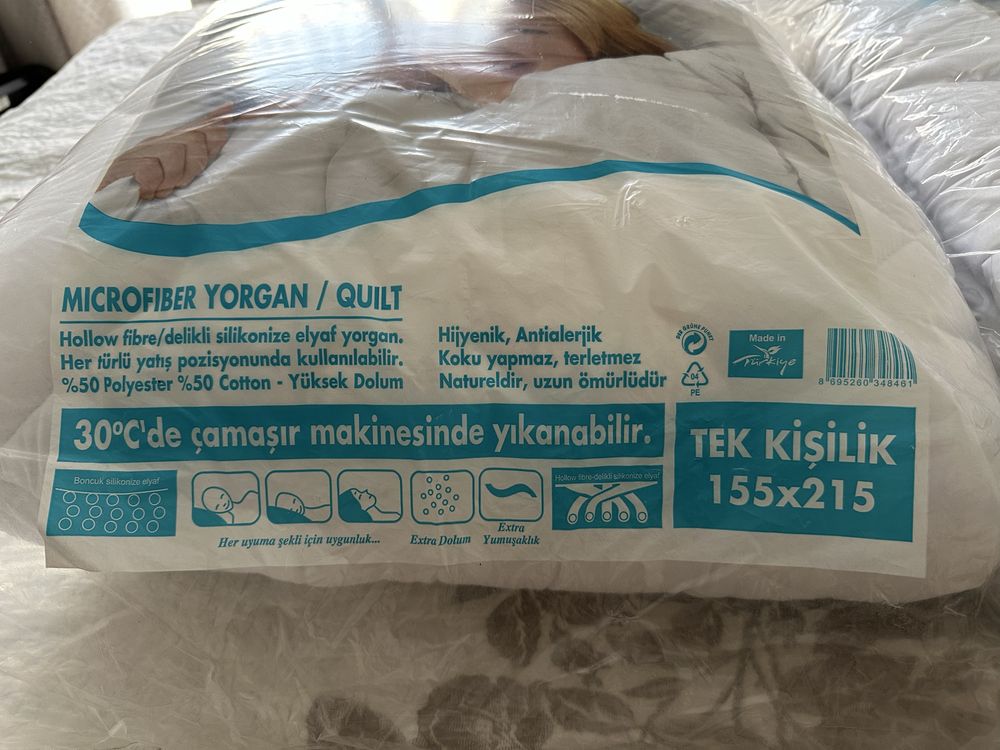 MICROFIBER YORGAN / QUILT
Hollow fibre/delikli silikonize elyaf yorgan.
Her türlü yatış pozisyonunda kullanılabilir.
%50 Polyester %50 Cotton - Yüksek Dolum
Hijyenik, Antialerjik
Koku yapmaz, terletmez
Natureldir, uzun ömürlüdür
DER GRÜNE PUNKT
04
PE
Made in
Türkiye
8 695260 348461
30°C'de çamaşır makinesinde yıkanabilir.
TEK KİŞİLİK
155x215
Boncuk silikonize elyaf
Her uyuma şekli için uygunluk...
Extra Dolum
Extra
Yumuşaklık
Hollow fibre-delikli silikonize elyaf